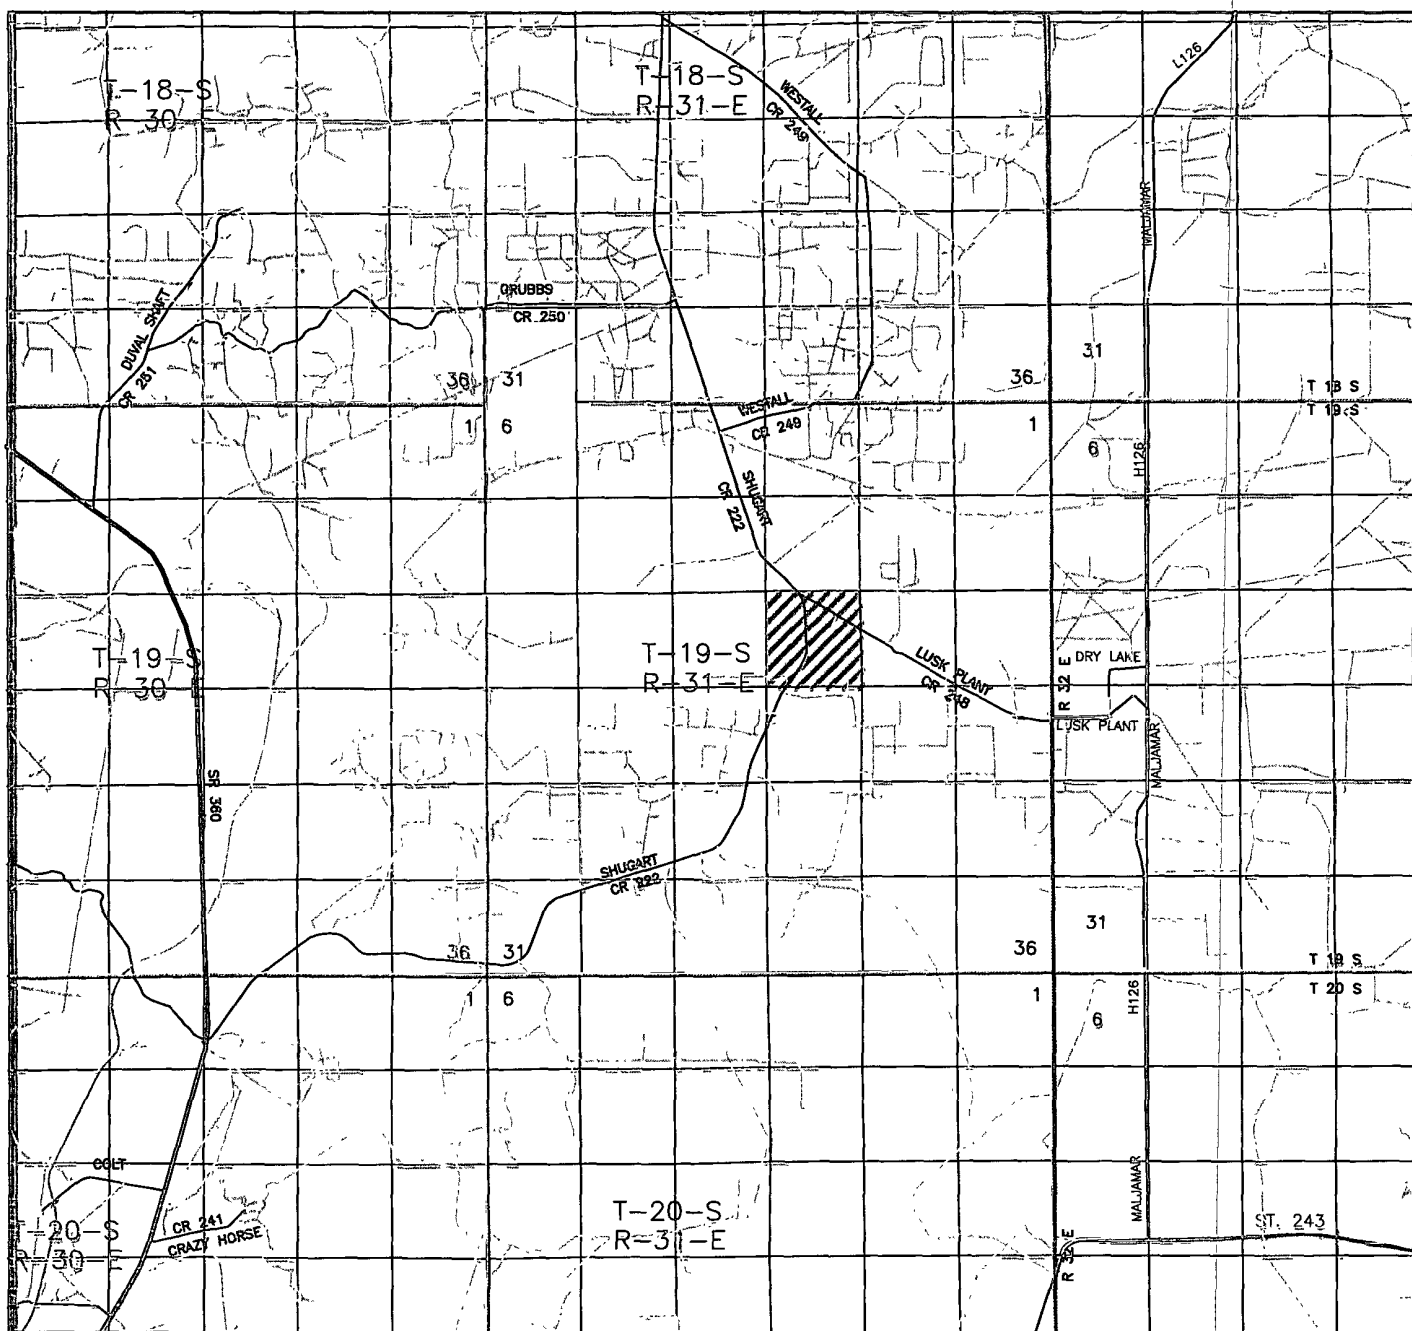 T-18-S
R-30
T-18-S
R-31-E
WESTALL
CR 249
L126
MALJAMAR
DUVAL SHAFT
CR 251
GRUBBS
CR 250
36 31
36
31
T 18 S
T 19 S
WESTALL
CR 249
1 6
1
6
H126
SHUGART
CR 222
T-19-S
R-30-E
T-19-S
R-31-E
LUSK PLANT
CR 248
R 32 E
DRY LAKE
LUSK PLANT
MALJAMAR
SR 360
SHUGART
CR 222
36 31
36
31
T 19 S
T 20 S
1 6
1
6
H126
COLT
CR 241
CRAZY HORSE
T-20-S
R-30-E
T-20-S
R-31-E
MALJAMAR
R 32 E
ST. 243